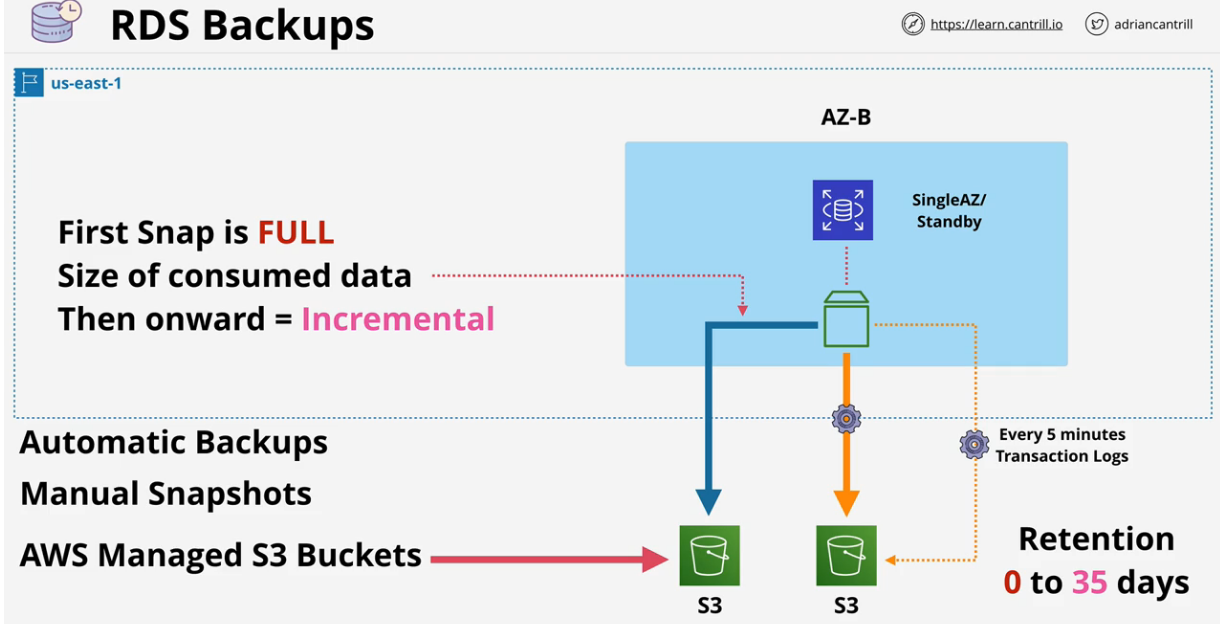 RDS Backups
https://learn.cantrill.io
adriancantrill
us-east-1
AZ-B
SingleAZ/
Standby
First Snap is FULL
Size of consumed data
Then onward = Incremental
Automatic Backups
Manual Snapshots
AWS Managed S3 Buckets
Every 5 minutes
Transaction Logs
S3
S3
Retention
0 to 35 days